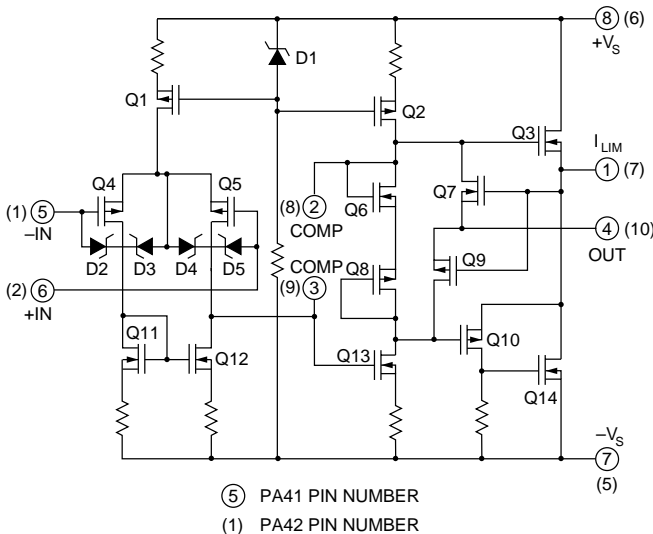 8 (6)
+VS
D1
Q1
Q2
Q3
ILIM
1 (7)
Q4
Q5
(1) 5
–IN
(8) 2
COMP
Q6
Q7
4 (10)
OUT
D2
D3
D4
D5
COMP
(9) 3
Q8
Q9
(2) 6
+IN
Q11
Q12
Q13
Q10
Q14
–VS
7
(5)
5 PA41 PIN NUMBER
(1) PA42 PIN NUMBER